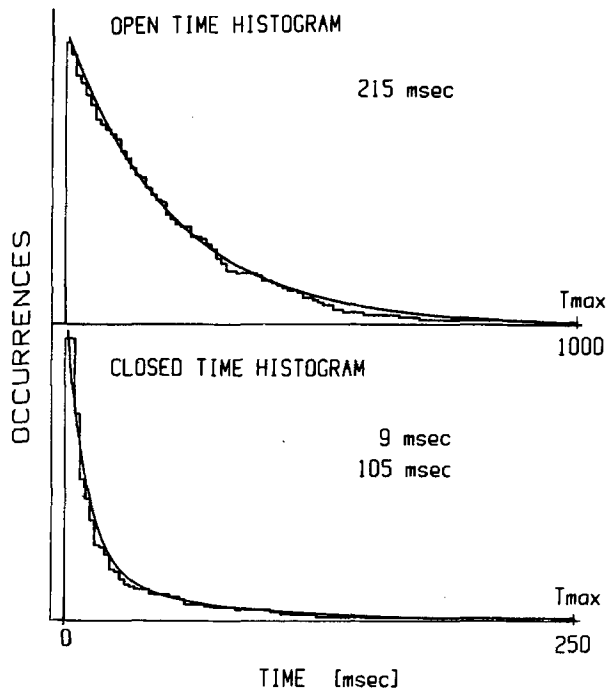 OPEN TIME HISTOGRAM
215 msec
Tmax
1000
CLOSED TIME HISTOGRAM
9 msec
105 msec
Tmax
0
250
TIME [msec]
OCCURRENCES